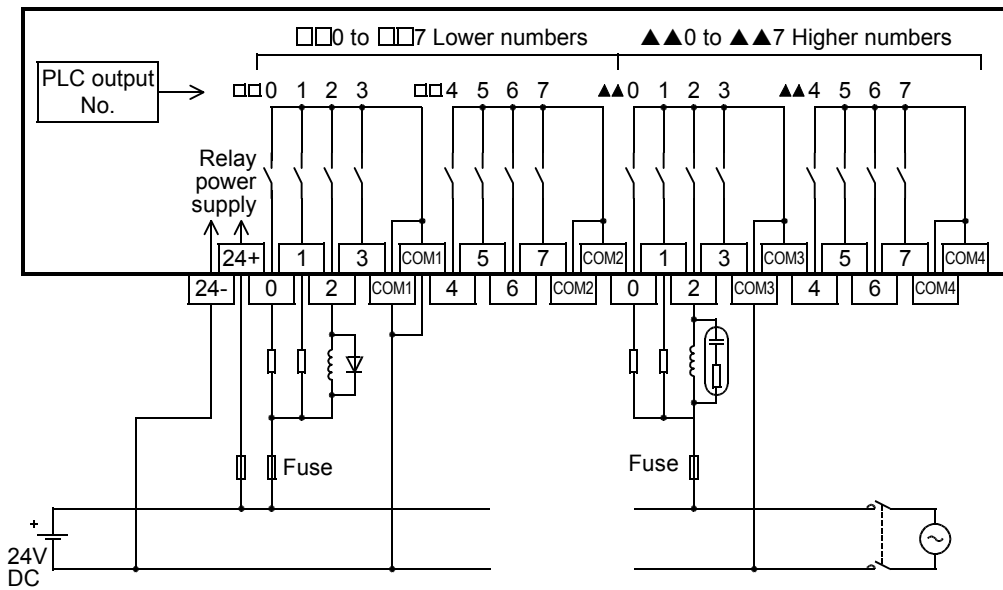 □□0 to □□7 Lower numbers ▲▲0 to ▲▲7 Higher numbers
PLC output
No.
□□0 1 2 3 □□4 5 6 7 ▲▲0 1 2 3 ▲▲4 5 6 7
Relay
power
supply
24+ 1 3 COM1 5 7 COM2 1 3 COM3 5 7 COM4
24- 0 2 COM1 4 6 COM2 0 2 COM3 4 6 COM4
Fuse Fuse
+
24V
DC